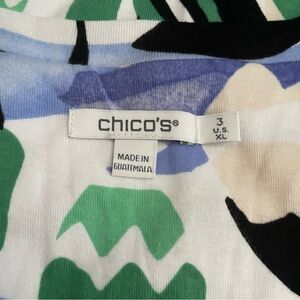 chico's®
3
U.S.
XL
MADE IN
GUATEMALA